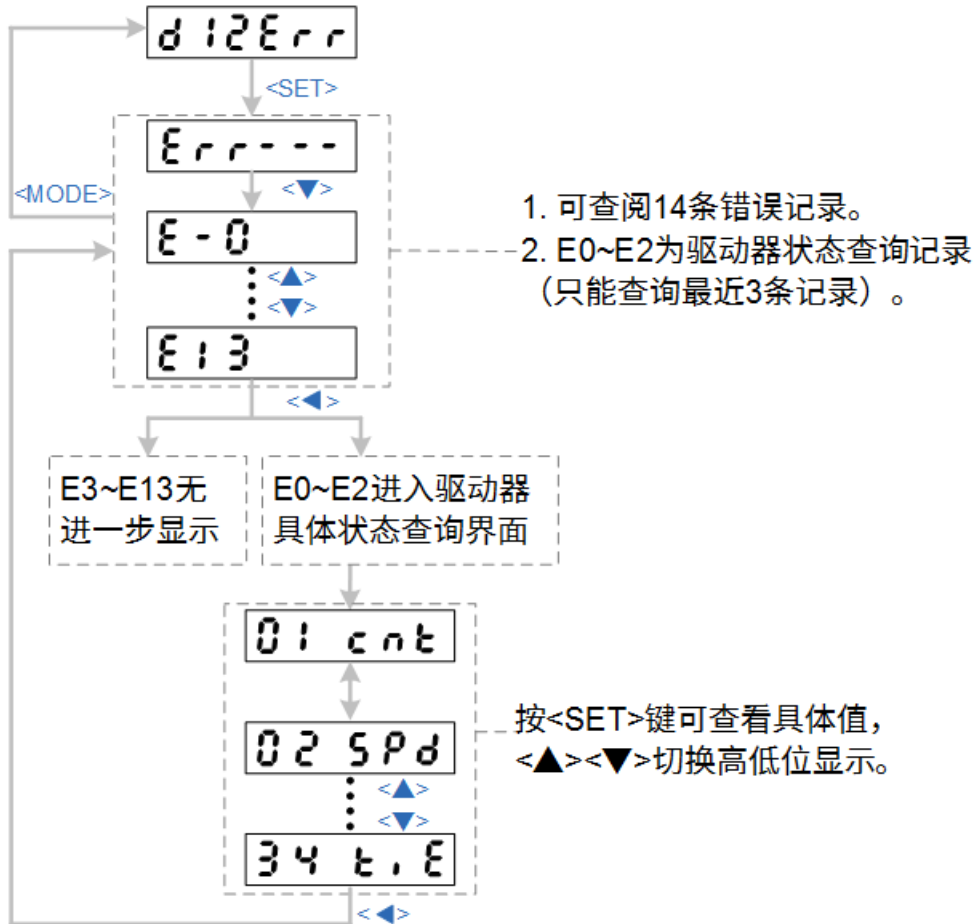 d12Err
<SET>
Err---
<▼>
<MODE>
E-0
<▲>
<▼>
E13
1. 可查阅14条错误记录。
2. E0~E2为驱动器状态查询记录
（只能查询最近3条记录）。
<◀>
E3~E13无
进一步显示
E0~E2进入驱动器
具体状态查询界面
01 cnt
02 SPd
<▲>
<▼>
34 tiE
按<SET>键可查看具体值，
<▲><▼>切换高低位显示。
<◀>